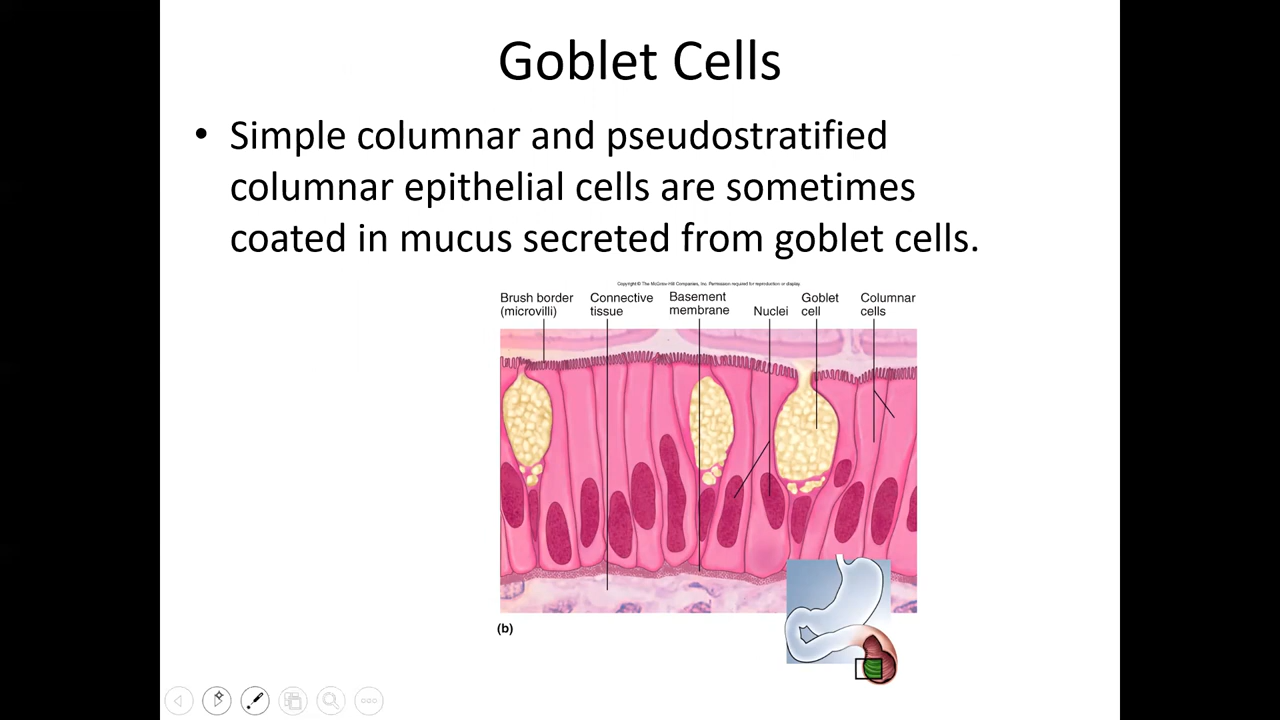 Goblet Cells
• Simple columnar and pseudostratified
columnar epithelial cells are sometimes
coated in mucus secreted from goblet cells.
Copyright © The McGraw-Hill Companies, Inc. Permission required for reproduction or display.
Brush border
(microvilli)
Connective
tissue
Basement
membrane
Nuclei
Goblet
cell
Columnar
cells
(b)